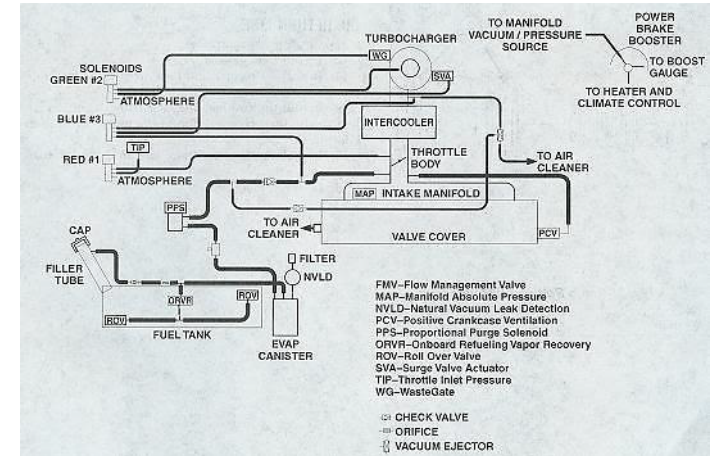 TO MANIFOLD
VACUUM / PRESSURE
SOURCE
POWER
BRAKE
BOOSTER
TO BOOST
GAUGE
TO HEATER AND
CLIMATE CONTROL
TURBOCHARGER
WG
SVA
SOLENOIDS
GREEN #2
ATMOSPHERE
BLUE #3
INTERCOOLER
TIP
THROTTLE
BODY
TO AIR
CLEANER
RED #1
ATMOSPHERE
MAP
INTAKE MANIFOLD
PPS
TO AIR
CLEANER
VALVE COVER
PCV
CAP
FILTER
NVLD
FILLER
TUBE
ORVR
ROV
ROV
FUEL TANK
EVAP
CANISTER
FMV–Flow Management Valve
MAP–Manifold Absolute Pressure
NVLD–Natural Vacuum Leak Detection
PCV–Positive Crankcase Ventilation
PPS–Proportional Purge Solenoid
ORVR–Onboard Refueling Vapor Recovery
ROV–Roll Over Valve
SVA–Surge Valve Actuator
TIP–Throttle Inlet Pressure
WG–WasteGate
CHECK VALVE
ORIFICE
VACUUM EJECTOR